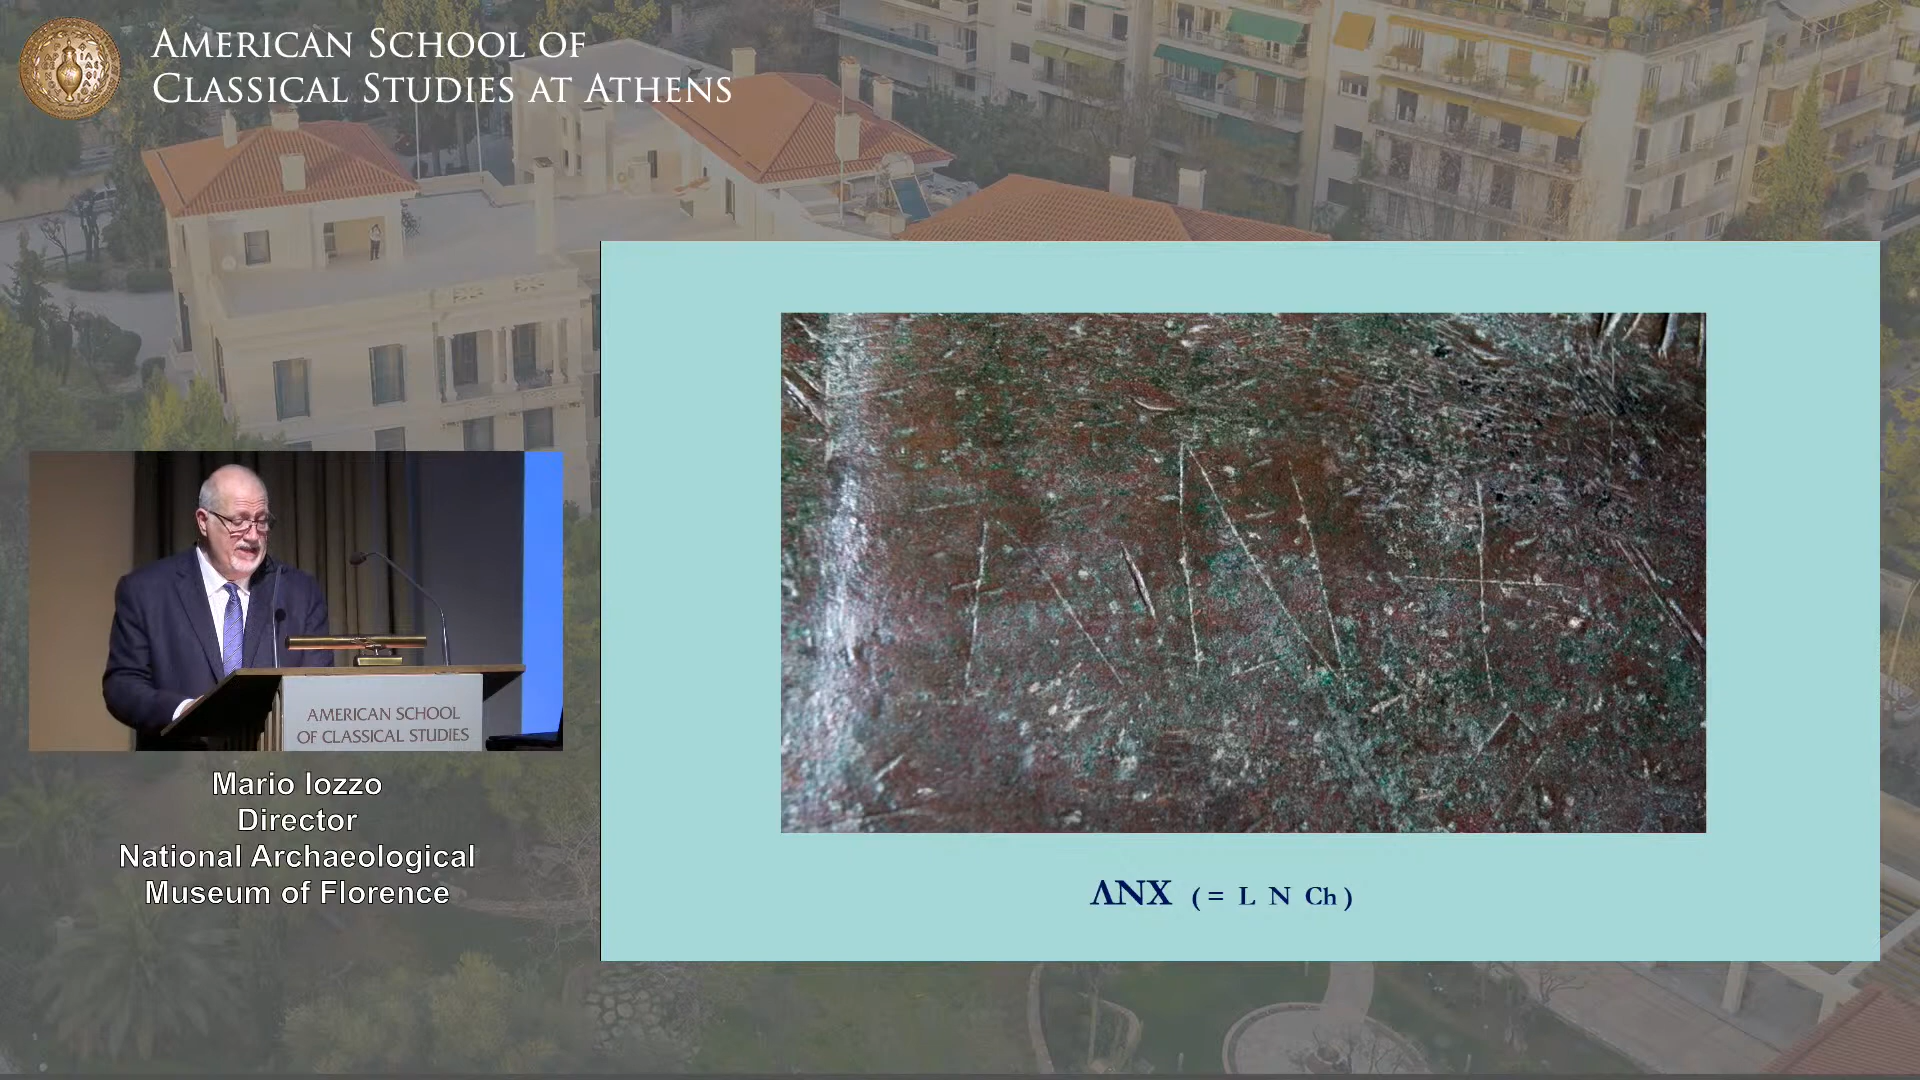 AMERICAN SCHOOL OF
CLASSICAL STUDIES AT ATHENS
AMERICAN SCHOOL
OF CLASSICAL STUDIES
Mario Iozzo
Director
National Archaeological
Museum of Florence
ΛNX ( = L N Ch )